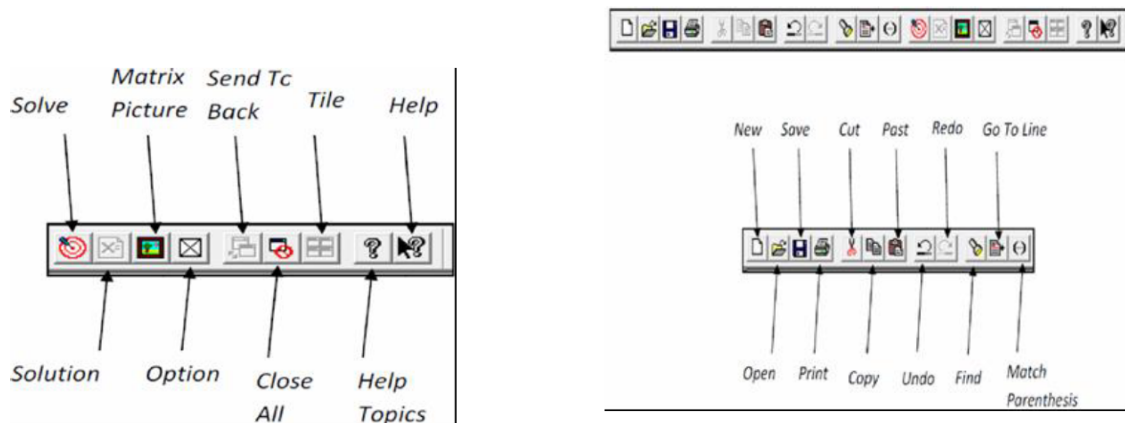 Matrix Send Tc
Solve Picture Back Tile Help
Solution Option Close Help
All Topics
New Save Cut Past Redo Go To Line
Open Print Copy Undo Find Match
Parenthesis